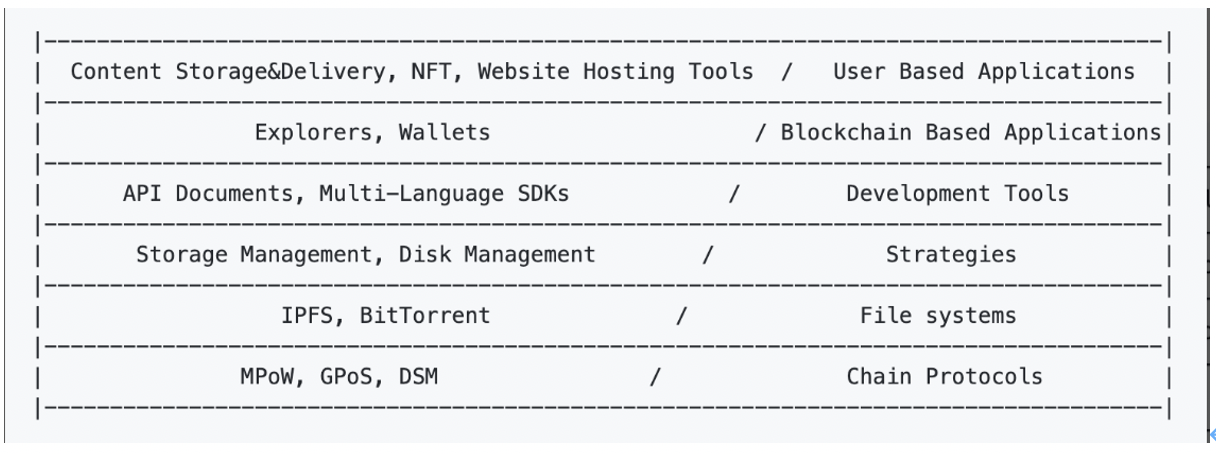 |-------------------------------------------------------------------------------------|
| Content Storage&Delivery, NFT, Website Hosting Tools / User Based Applications |
|-------------------------------------------------------------------------------------|
| Explorers, Wallets / Blockchain Based Applications|
|-------------------------------------------------------------------------------------|
| API Documents, Multi-Language SDKs / Development Tools |
|-------------------------------------------------------------------------------------|
| Storage Management, Disk Management / Strategies |
|-------------------------------------------------------------------------------------|
| IPFS, BitTorrent / File systems |
|-------------------------------------------------------------------------------------|
| MPoW, GPoS, DSM / Chain Protocols |
|-------------------------------------------------------------------------------------|